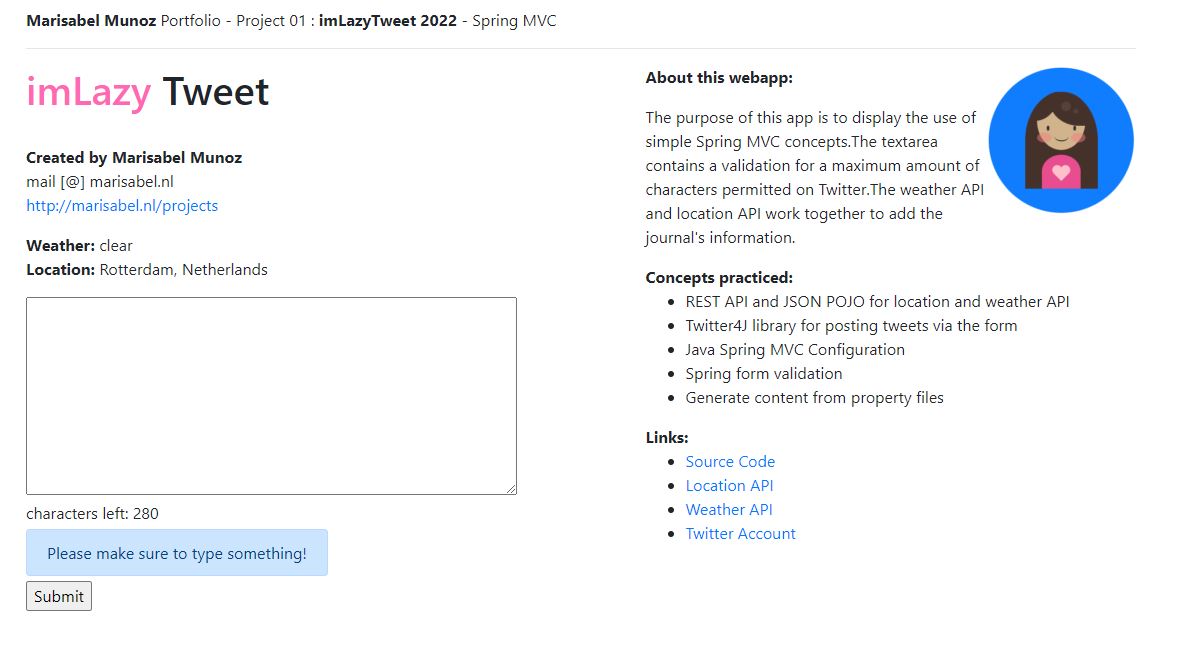 Marisabel Munoz Portfolio - Project 01 : imLazyTweet 2022 - Spring MVC
imLazy Tweet
Created by Marisabel Munoz
mail [@] marisabel.nl
http://marisabel.nl/projects
Weather: clear
Location: Rotterdam, Netherlands
characters left: 280
Please make sure to type something!
Submit
About this webapp:
The purpose of this app is to display the use of
simple Spring MVC concepts.The textarea
contains a validation for a maximum amount of
characters permitted on Twitter.The weather API
and location API work together to add the
journal's information.
Concepts practiced:
• REST API and JSON POJO for location and weather API
• Twitter4J library for posting tweets via the form
• Java Spring MVC Configuration
• Spring form validation
• Generate content from property files
Links:
• Source Code
• Location API
• Weather API
• Twitter Account